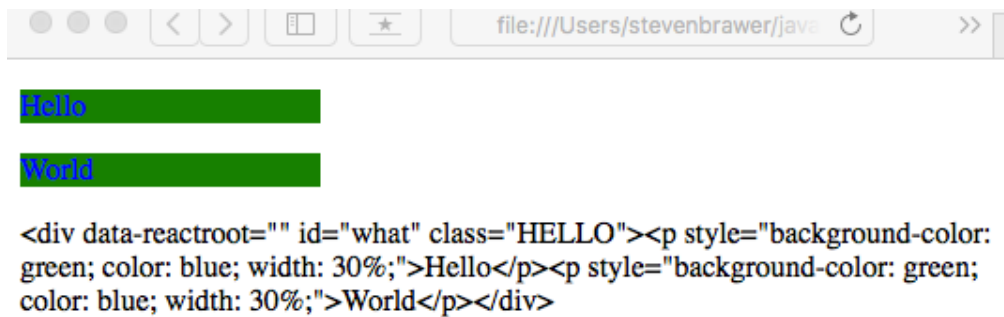 file:///Users/stevenbrawer/java
Hello
World
<div data-reactroot="" id="what" class="HELLO"><p style="background-color:
green; color: blue; width: 30%;">Hello</p><p style="background-color: green;
color: blue; width: 30%;">World</p></div>